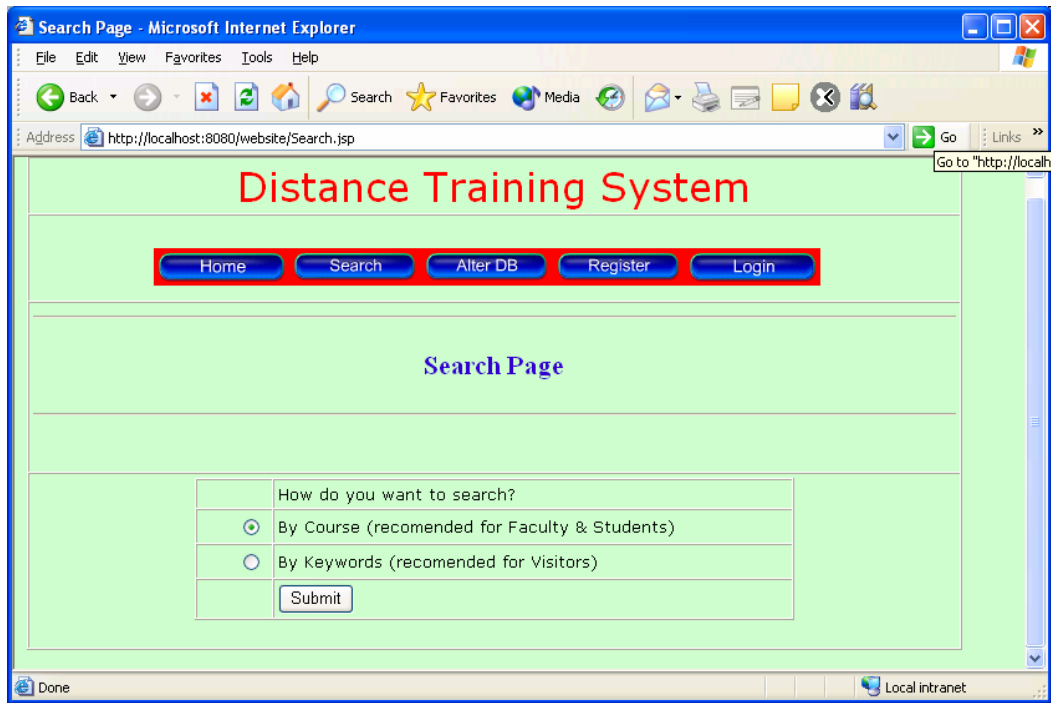 Search Page - Microsoft Internet Explorer
File Edit View Favorites Tools Help
Back Search Favorites Media
Address http://localhost:8080/website/Search.jsp Go Links »
Go to "http://localh
Distance Training System
Home Search Alter DB Register Login
Search Page
How do you want to search?
By Course (recomended for Faculty & Students)
By Keywords (recomended for Visitors)
Submit
Done Local intranet